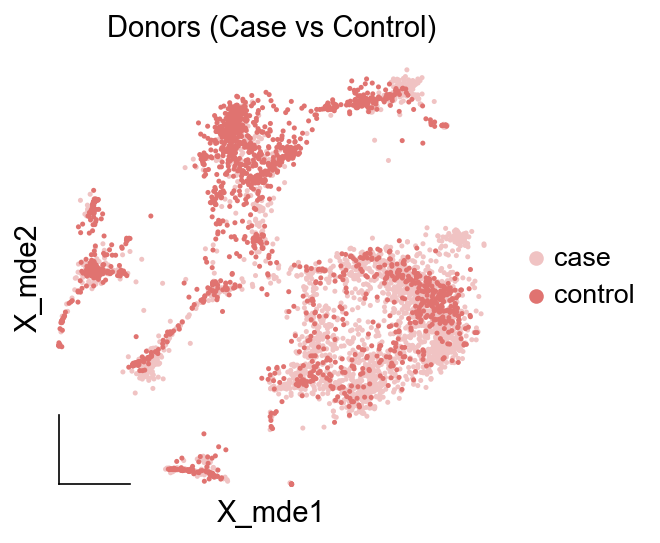 Donors (Case vs Control)
X_mde2
case
control
X_mde1